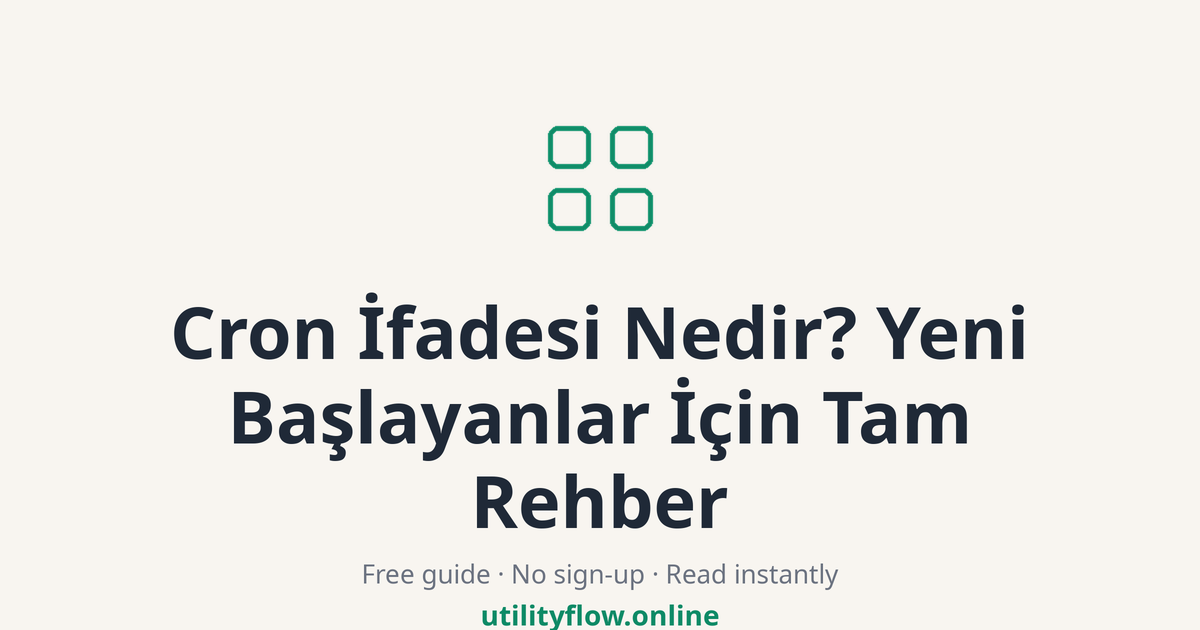 Cron İfadesi Nedir? Yeni
Başlayanlar İçin Tam
Rehber
Free guide · No sign-up · Read instantly
utilityflow.online